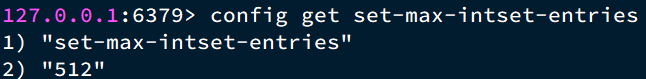 127.0.0.1:6379> config get set-max-intset-entries
1) "set-max-intset-entries"
2) "512"